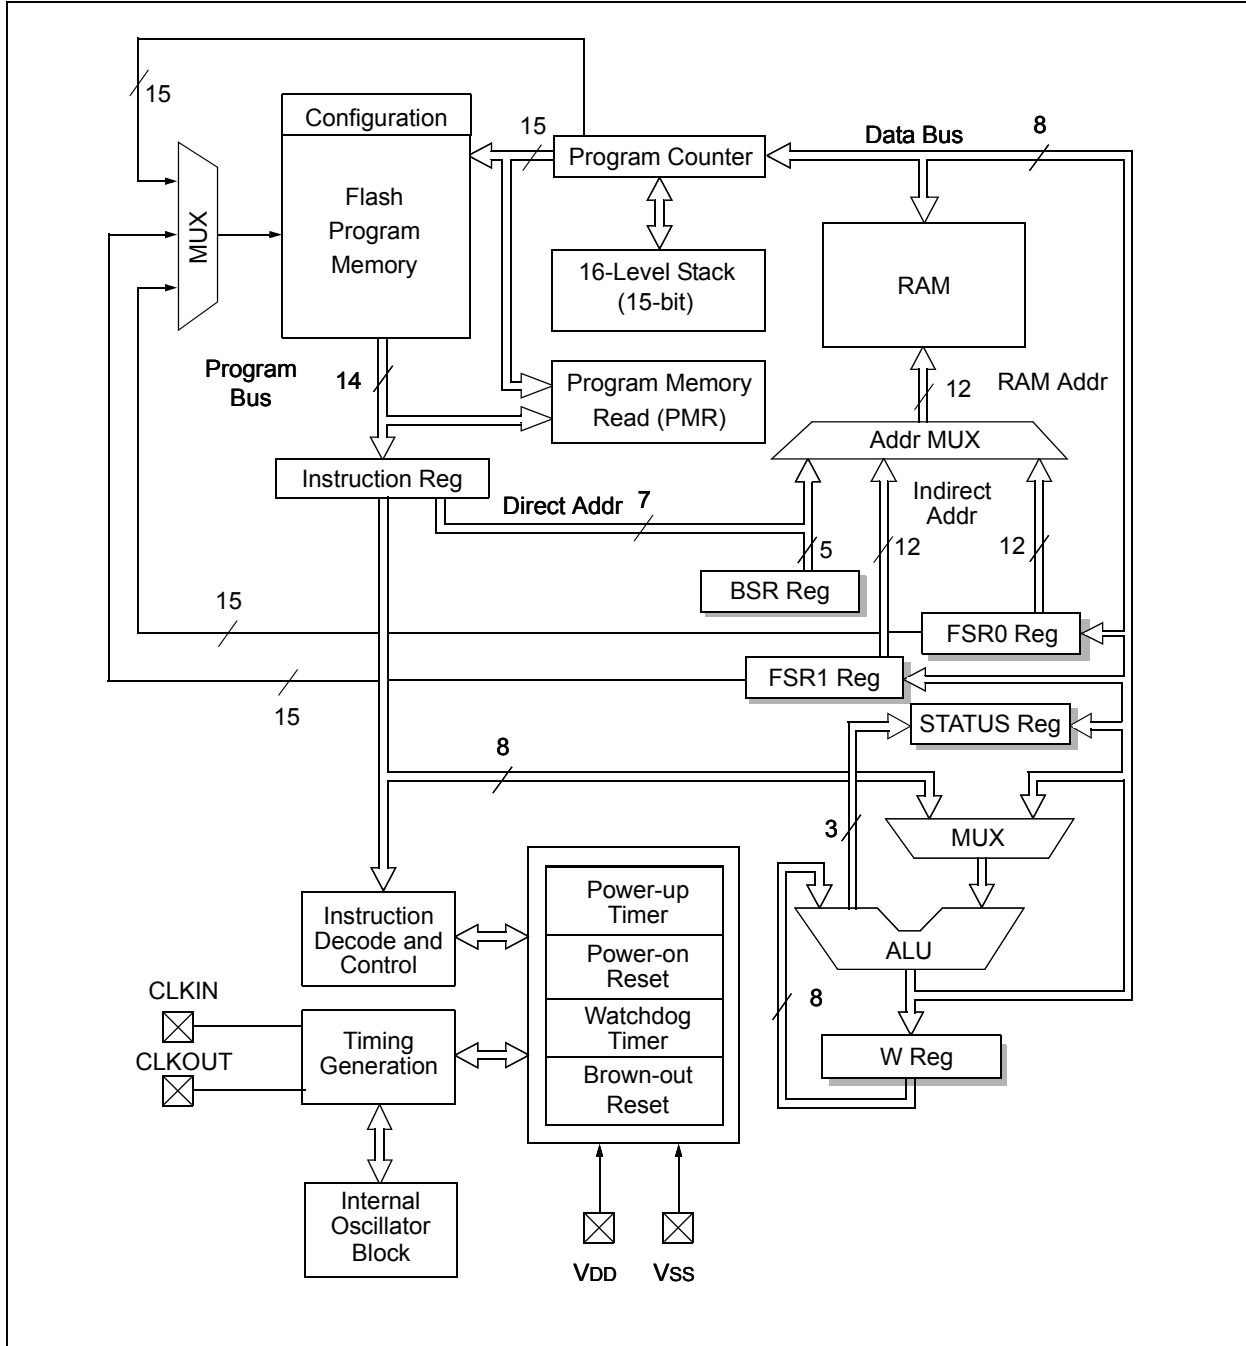 15
Configuration
Flash
Program
Memory
MUX
15
Program Counter
Data Bus
8
16-Level Stack
(15-bit)
RAM
Program
Bus
14
Program Memory
Read (PMR)
12
RAM Addr
Addr MUX
Instruction Reg
Direct Addr
7
Indirect
Addr
5
12
12
BSR Reg
15
FSR0 Reg
FSR1 Reg
15
STATUS Reg
8
3
MUX
Power-up
Timer
Instruction
Decode and
Control
Power-on
Reset
ALU
CLKIN
8
Watchdog
Timer
Timing
Generation
CLKOUT
W Reg
Brown-out
Reset
Internal
Oscillator
Block
VDD
VSS